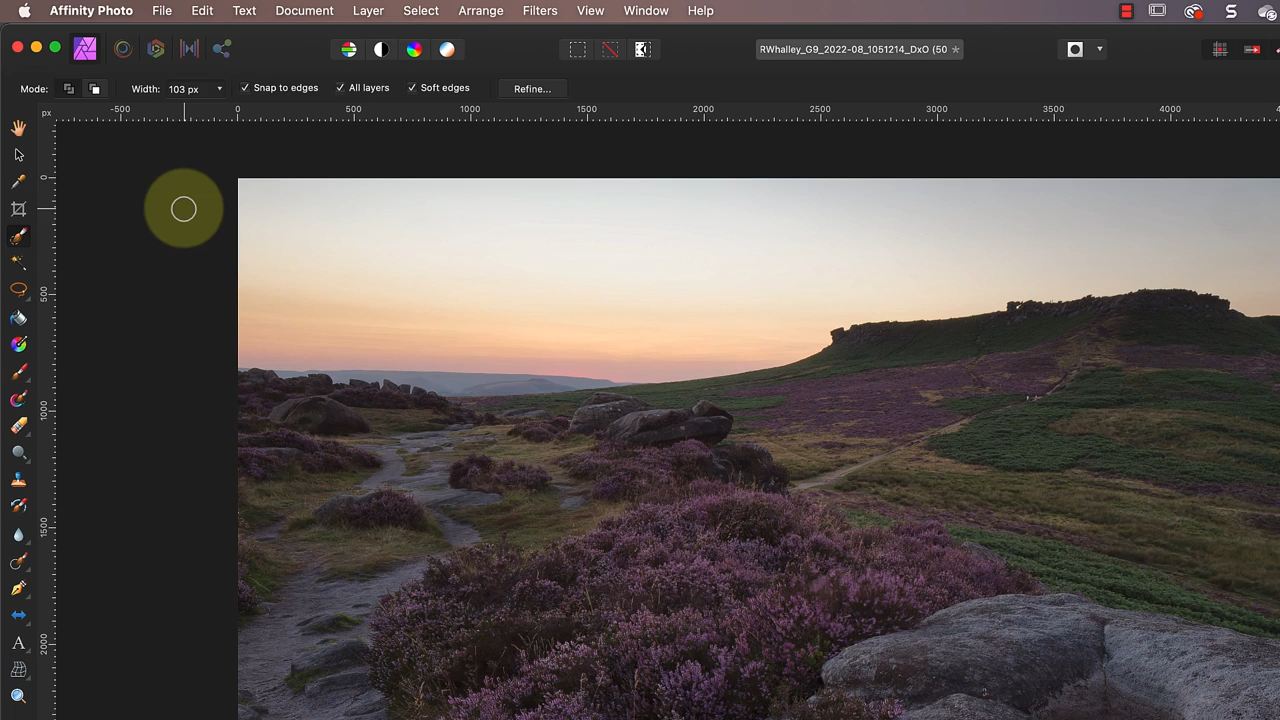 Affinity Photo File Edit Text Document Layer Select Arrange Filters View Window Help
RWhalley_G9_2022-08_1051214_DxO (50
Mode: Width: 103 px Snap to edges All layers Soft edges Refine...
px -500 0 500 1000 1500 2000 2500 3000 3500 4000
0
500
1000
1500
2000